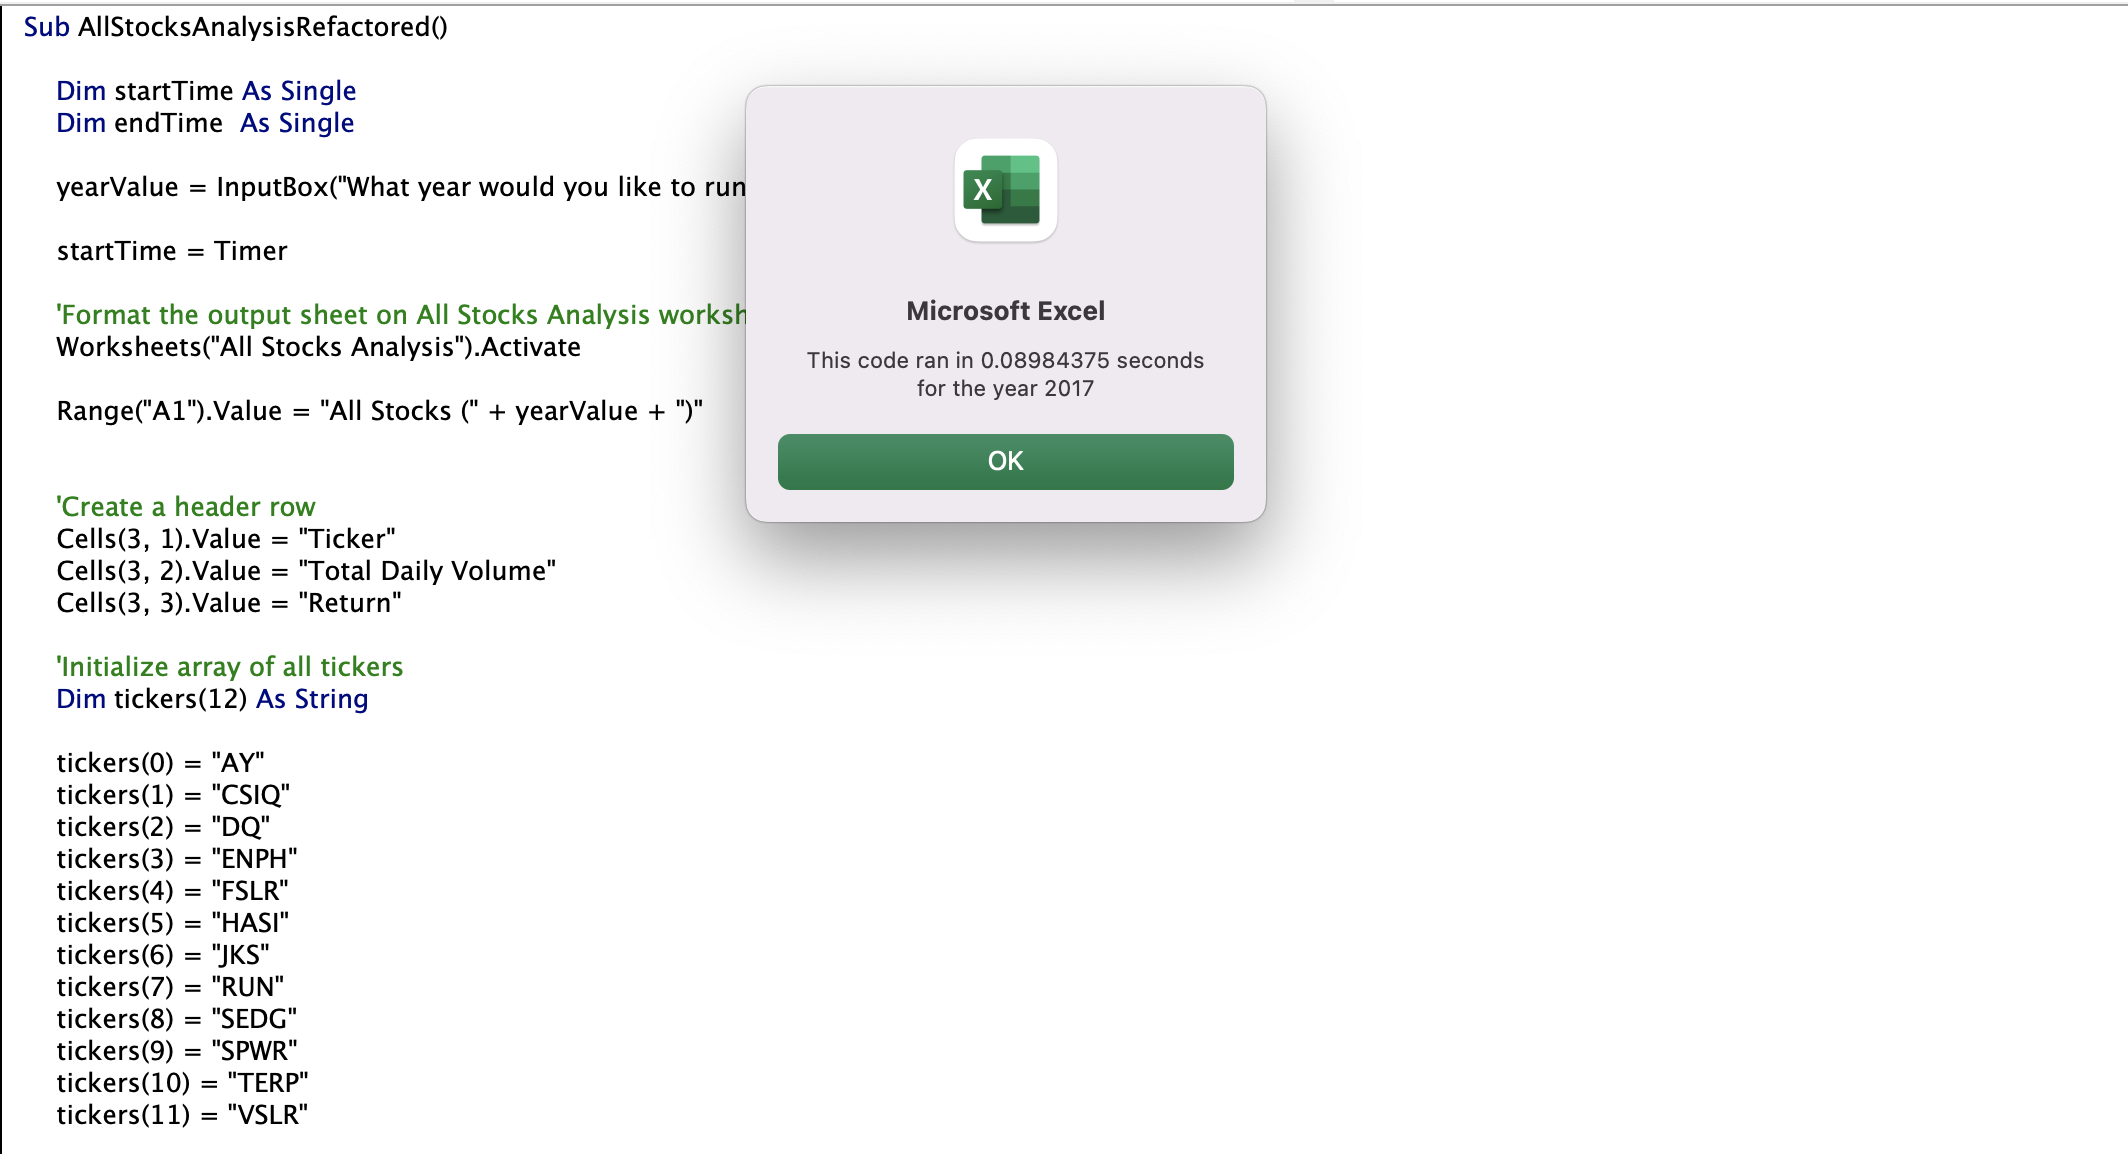 Sub AllStocksAnalysisRefactored()
Dim startTime As Single
Dim endTime  As Single
yearValue = InputBox("What year would you like to run
startTime = Timer
'Format the output sheet on All Stocks Analysis worksh
Worksheets("All Stocks Analysis").Activate
Range("A1").Value = "All Stocks (" + yearValue + ")"
'Create a header row
Cells(3, 1).Value = "Ticker"
Cells(3, 2).Value = "Total Daily Volume"
Cells(3, 3).Value = "Return"
'Initialize array of all tickers
Dim tickers(12) As String
tickers(0) = "AY"
tickers(1) = "CSIQ"
tickers(2) = "DQ"
tickers(3) = "ENPH"
tickers(4) = "FSLR"
tickers(5) = "HASI"
tickers(6) = "JKS"
tickers(7) = "RUN"
tickers(8) = "SEDG"
tickers(9) = "SPWR"
tickers(10) = "TERP"
tickers(11) = "VSLR"
X
Microsoft Excel
This code ran in 0.08984375 seconds
for the year 2017
OK